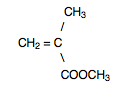 CH₃
CH₂ = C
COOCH₃